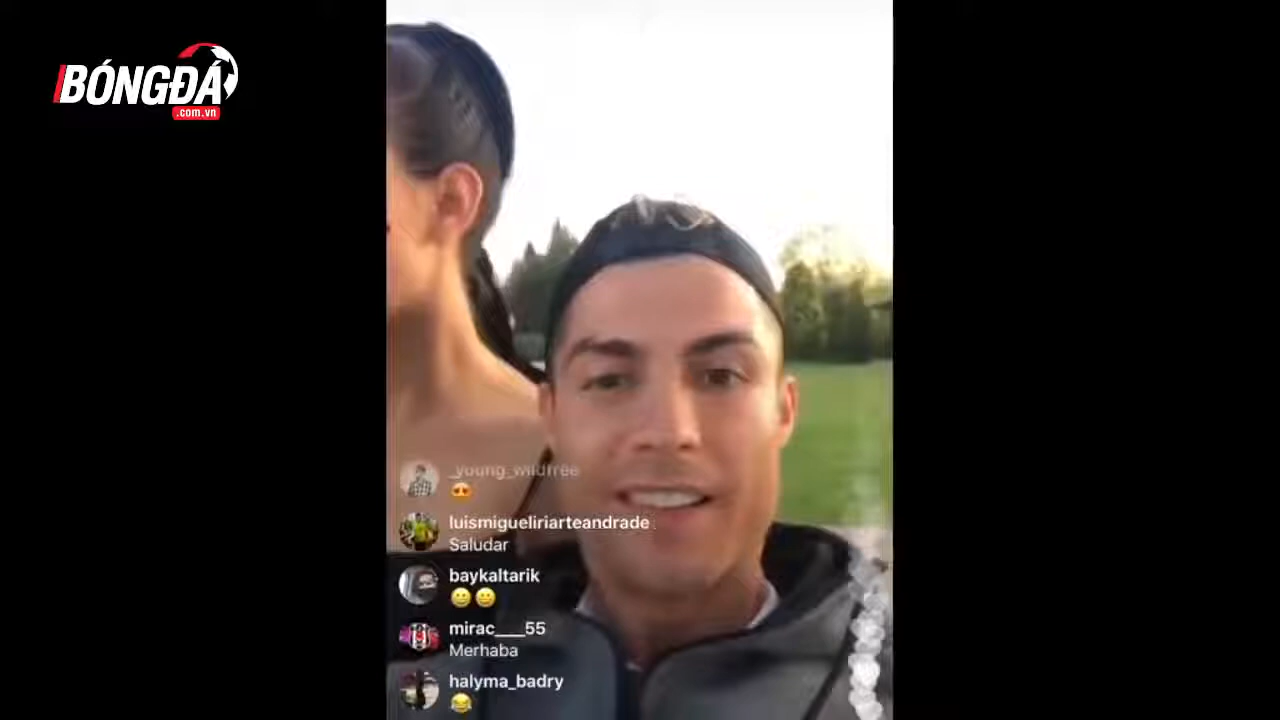 BÓNGĐÁ
.com.vn
_young_wildfree
😍
luismigueliriarteandrade
Saludar
baykaltarik
😀😀
mirac___55
Merhaba
halyma_badry
😂